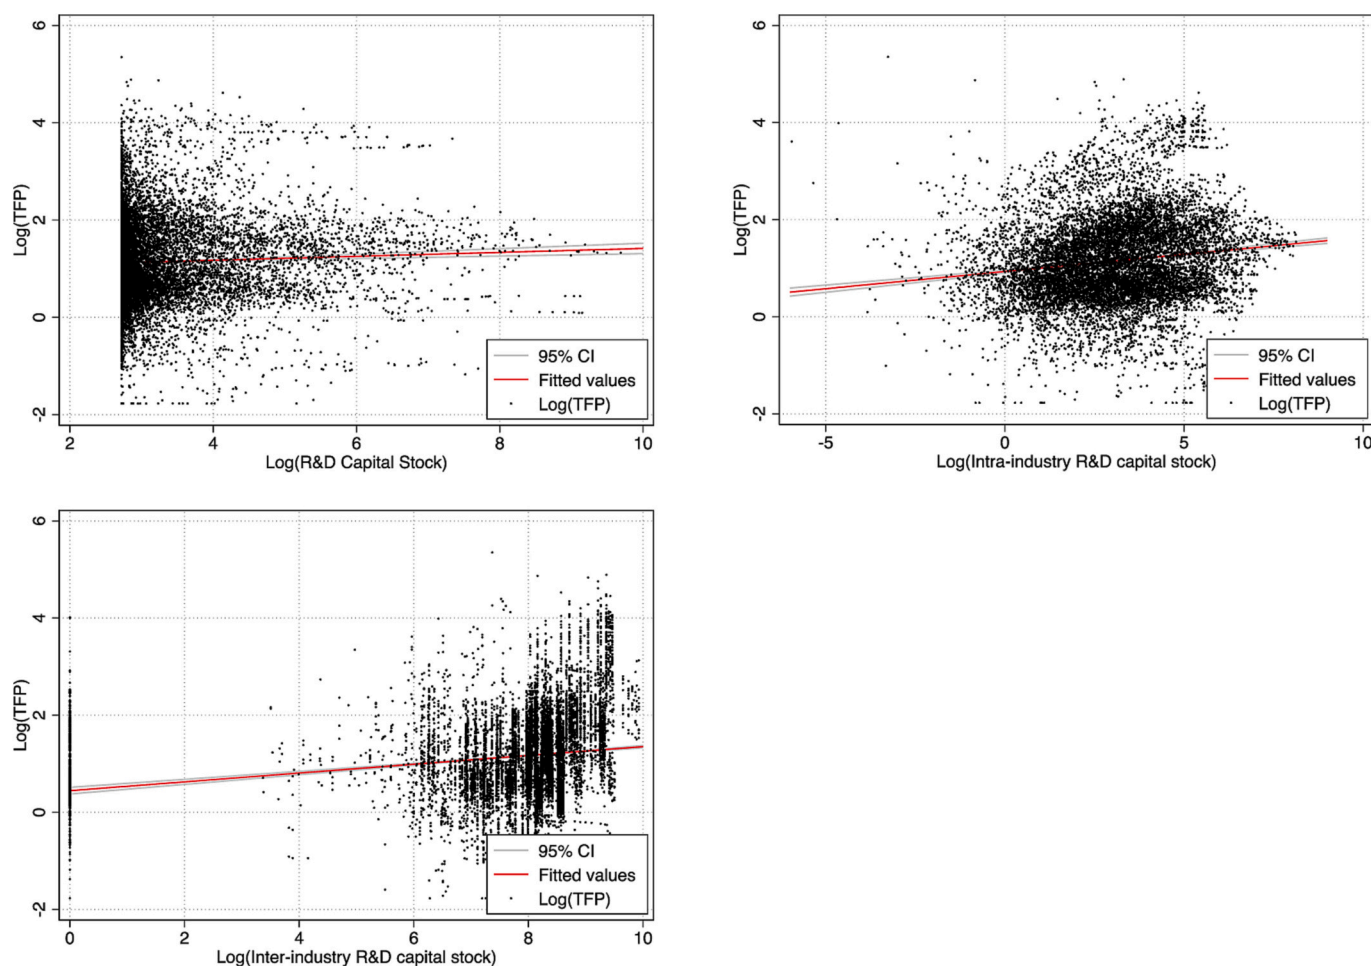 6
4
2
0
-2
Log(TFP)
95% CI
Fitted values
Log(TFP)
2 4 6 8 10
Log(R&D Capital Stock)
6
4
2
0
-2
Log(TFP)
95% CI
Fitted values
Log(TFP)
-5 0 5 10
Log(Intra-industry R&D capital stock)
6
4
2
0
-2
Log(TFP)
95% CI
Fitted values
Log(TFP)
0 2 4 6 8 10
Log(Inter-industry R&D capital stock)